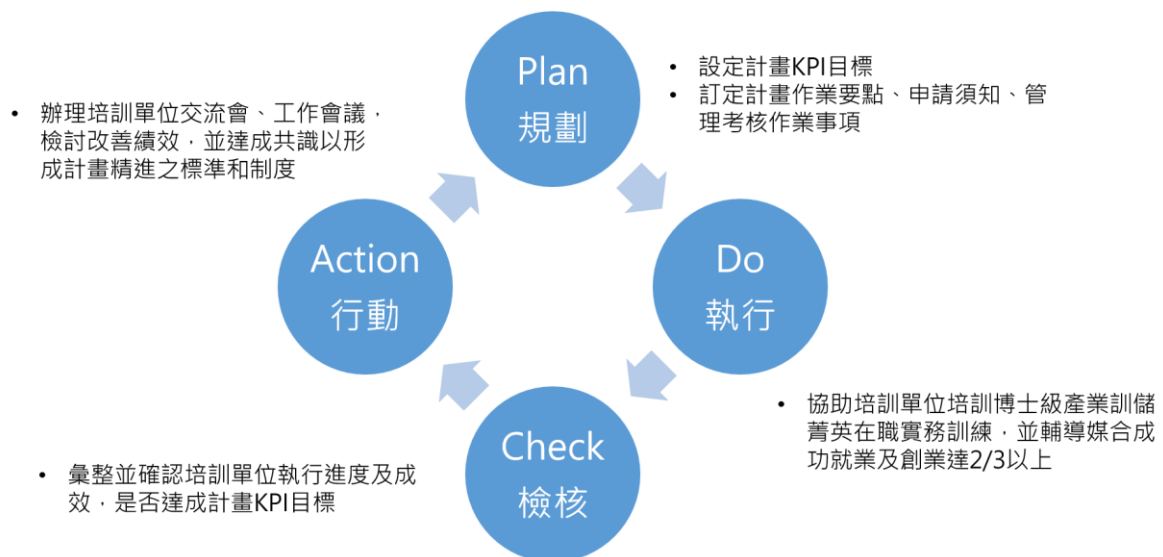 Plan
規劃
• 設定計畫KPI目標
• 訂定計畫作業要點、申請須知、管
理考核作業事項
Do
執行
• 協助培訓單位培訓博士級產業訓儲
菁英在職實務訓練，並輔導媒合成
功就業及創業達2/3以上
Check
檢核
• 彙整並確認培訓單位執行進度及成
效，是否達成計畫KPI目標
Action
行動
• 辦理培訓單位交流會、工作會議，
檢討改善績效，並達成共識以形
成計畫精進之標準和制度